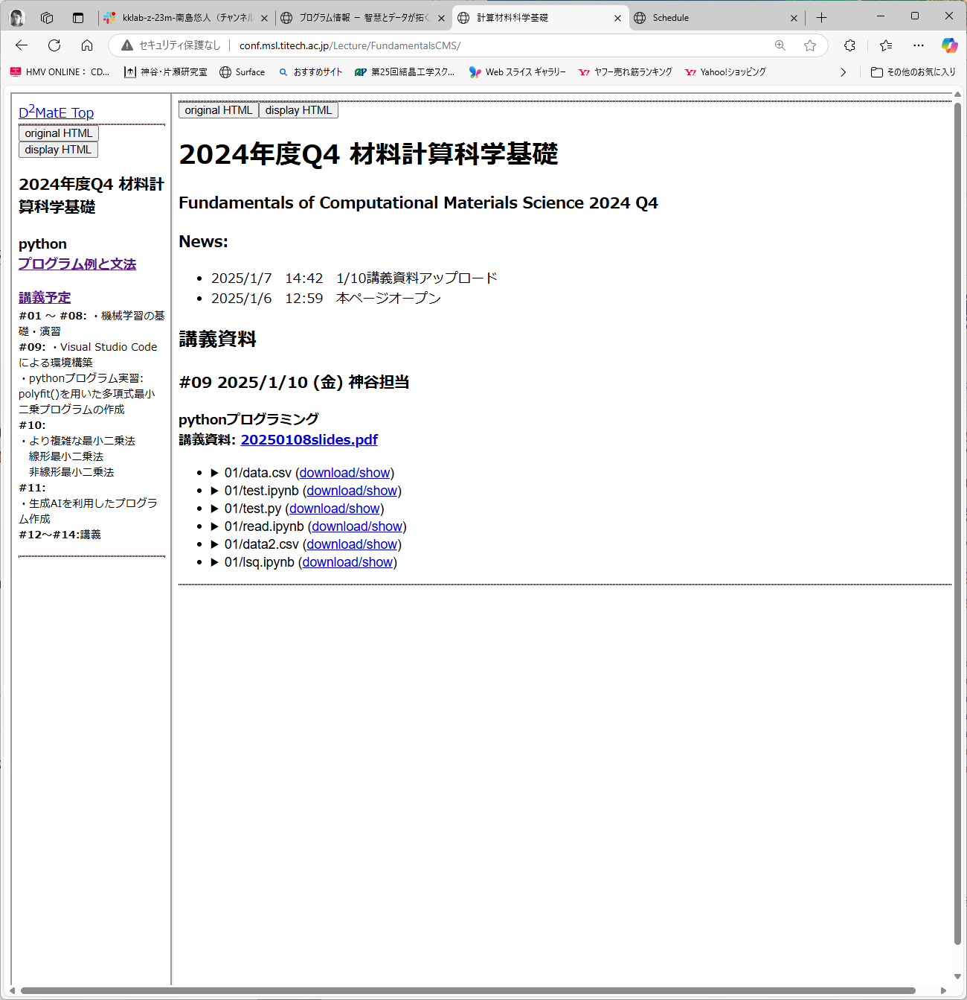 kklab-z-23m-南島悠人（チャンネル
プログラム情報 － 智慧とデータが拓く
計算材料科学基礎
Schedule
セキュリティ保護なし
conf.msl.titech.ac.jp/Lecture/FundamentalsCMS/
HMV ONLINE： CD...
神谷・片瀬研究室
Surface
おすすめサイト
第25回結晶工学スク...
Web スライス ギャラリー
ヤフー売れ筋ランキング
Yahoo!ショッピング
その他のお気に入り
D2MatE Top
original HTML
display HTML
2024年度Q4 材料計
算科学基礎
python
プログラム例と文法
講義予定
#01 ～ #08: ・機械学習の基
礎・演習
#09: ・Visual Studio Code
による環境構築
・pythonプログラム実習:
polyfit()を用いた多項式最小
二乗プログラムの作成
#10:
・より複雑な最小二乗法
線形最小二乗法
非線形最小二乗法
#11:
・生成AIを利用したプログラ
ム作成
#12～#14:講義
original HTML display HTML
2024年度Q4 材料計算科学基礎
Fundamentals of Computational Materials Science 2024 Q4
News:
• 2025/1/7　14:42　1/10講義資料アップロード
• 2025/1/6　12:59　本ページオープン
講義資料
#09 2025/1/10 (金) 神谷担当
pythonプログラミング
講義資料: 20250108slides.pdf
• ▶ 01/data.csv (download/show)
• ▶ 01/test.ipynb (download/show)
• ▶ 01/test.py (download/show)
• ▶ 01/read.ipynb (download/show)
• ▶ 01/data2.csv (download/show)
• ▶ 01/lsq.ipynb (download/show)